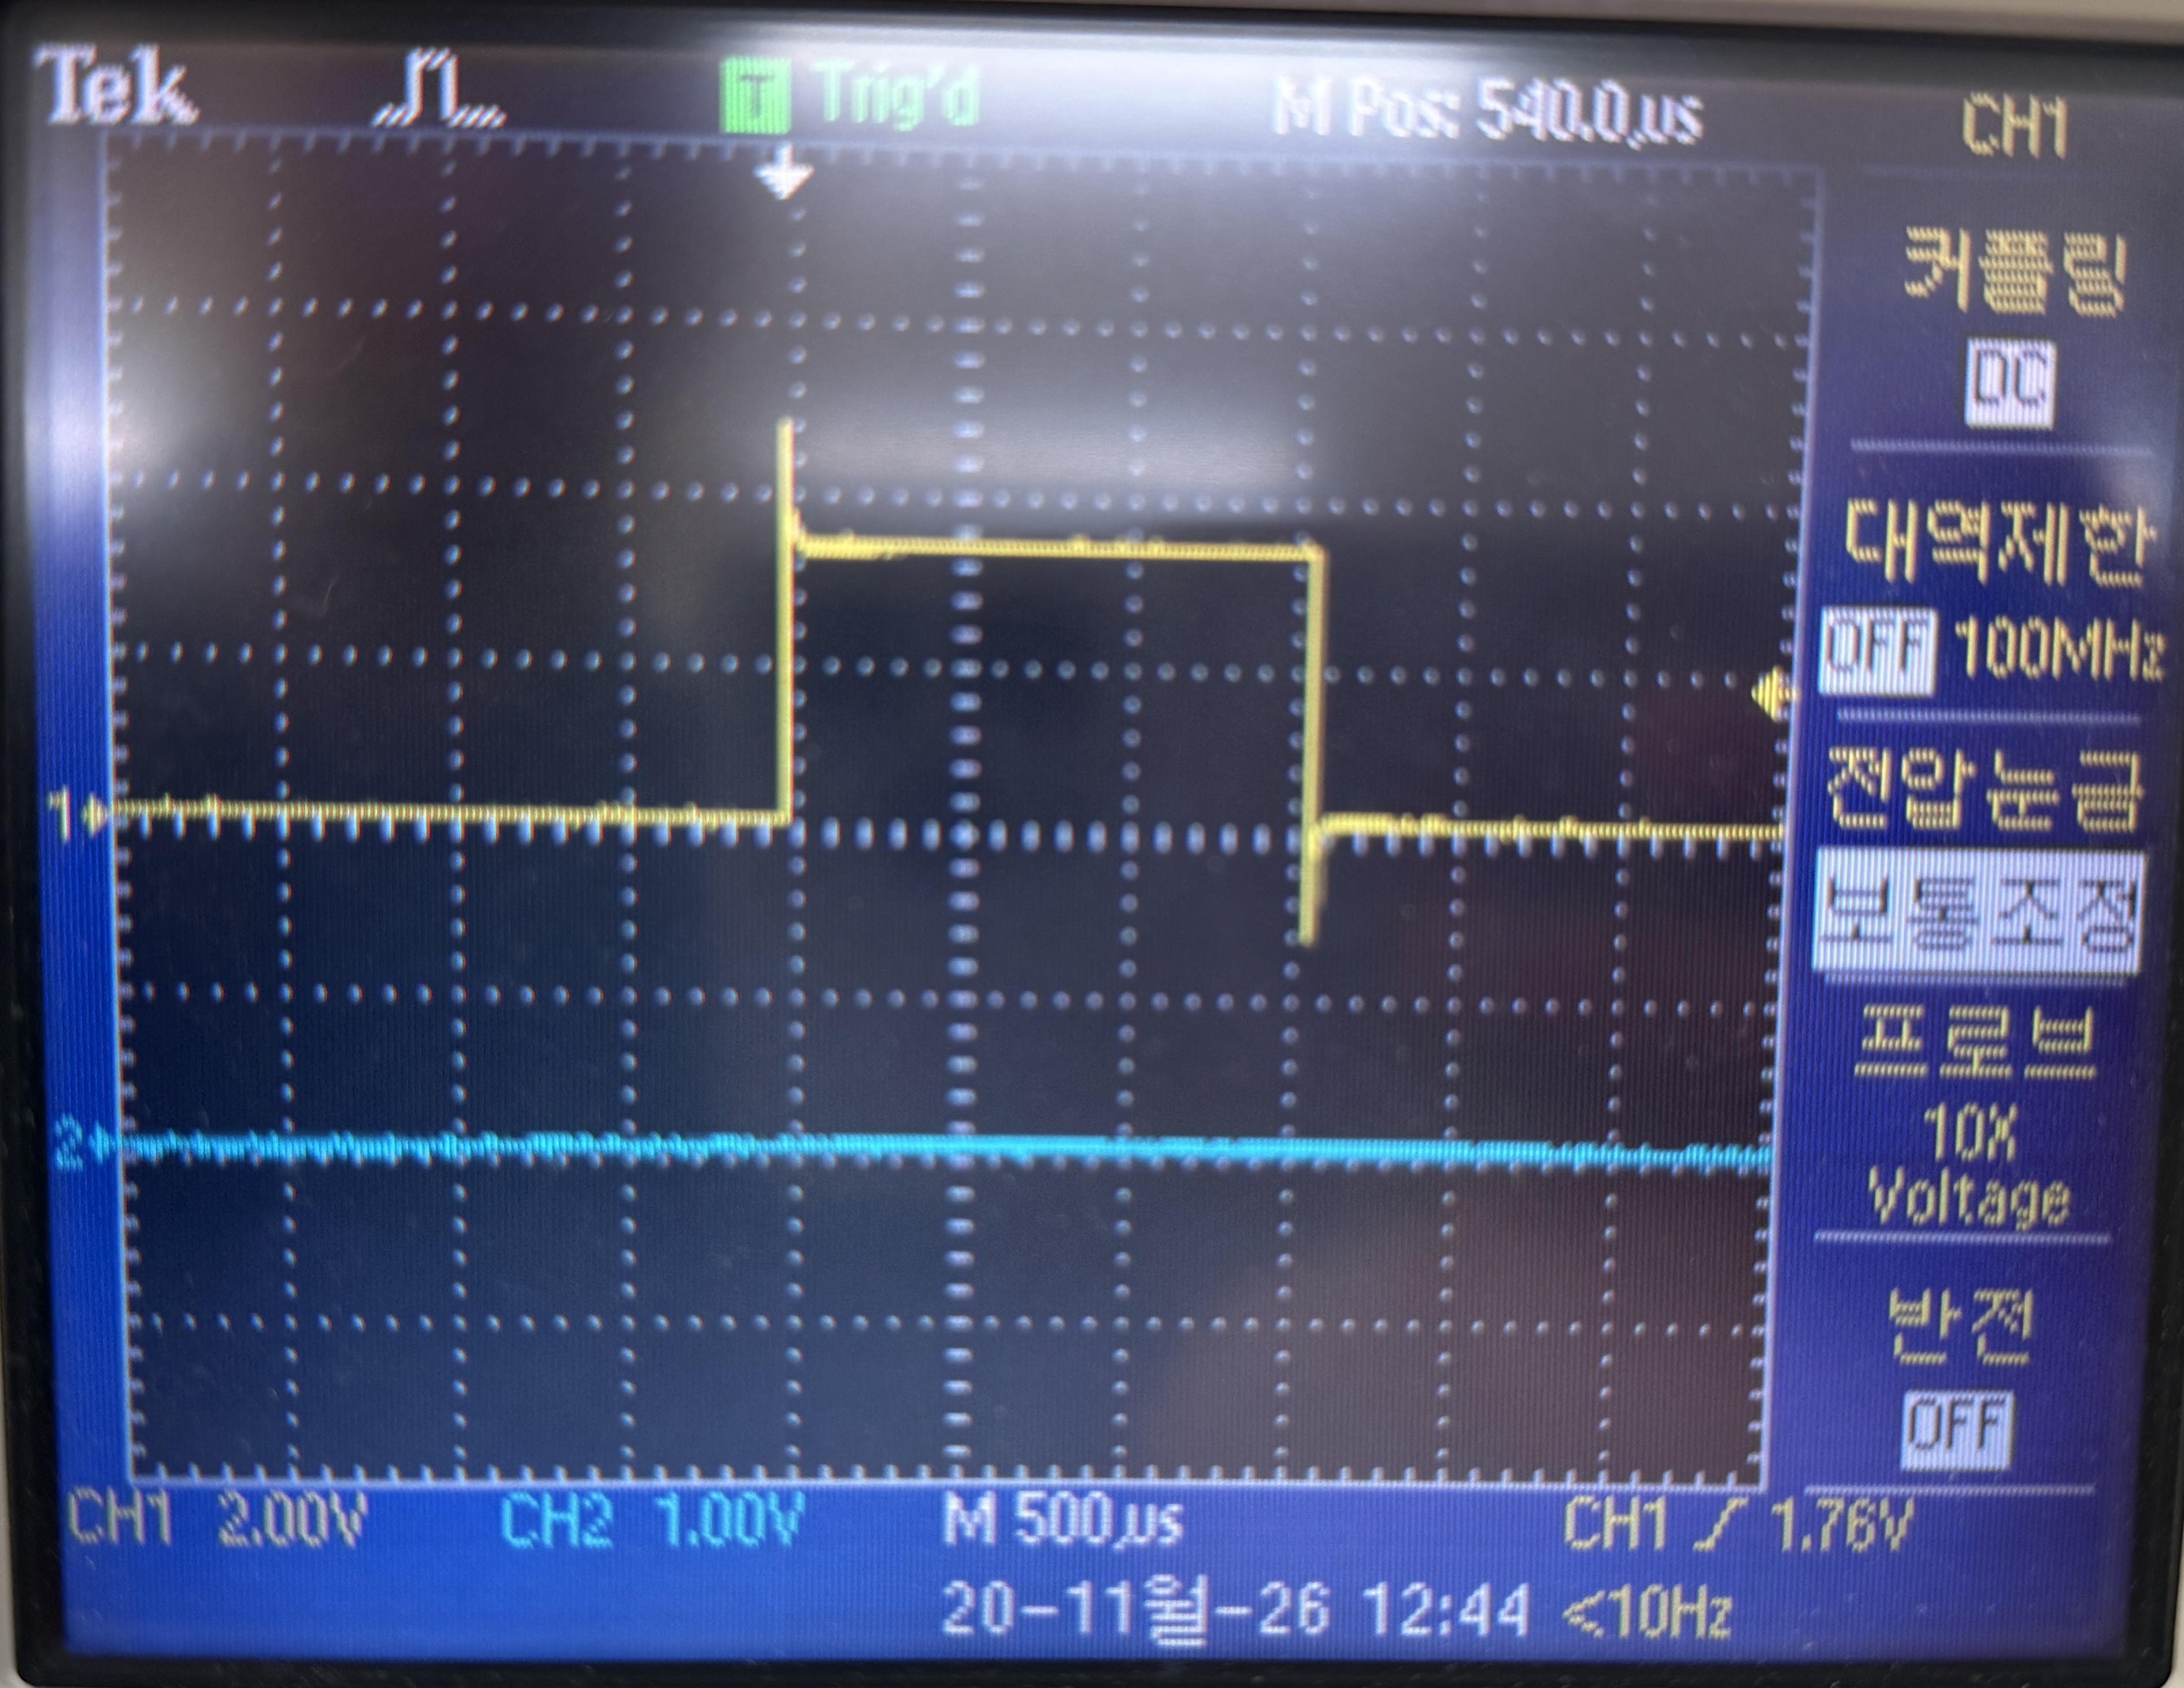 Tek T Trig'd M Pos: 540.0µs CH1
커플링
DC
대역제한
OFF 100MHz
전압눈금
보통조정
프로브
10X
Voltage
반전
OFF
1
2
CH1 2.00V CH2 1.00V M 500µs CH1 1.76V
20-11월-26 12:44 <10Hz